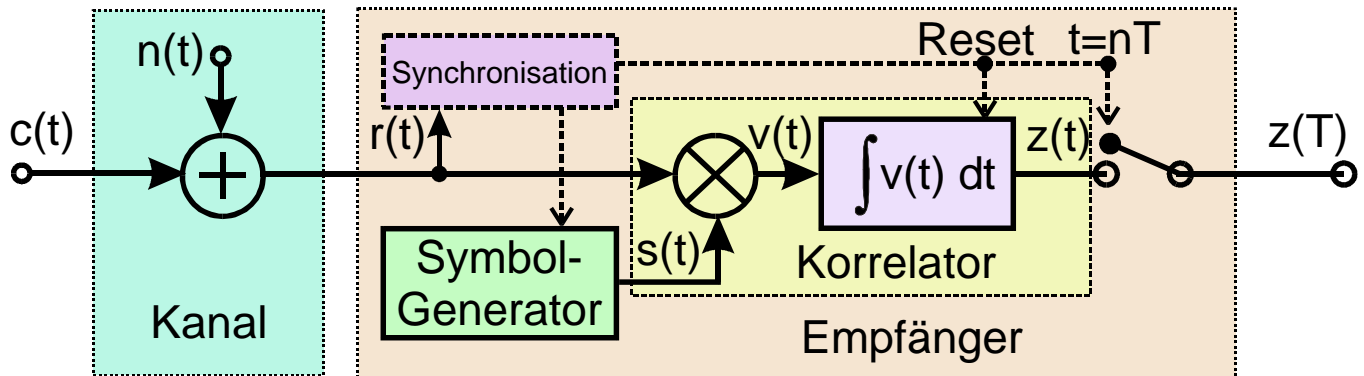 c(t)
n(t)
Kanal
Synchronisation
r(t)
Symbol-
Generator
s(t)
v(t)
∫v(t) dt
Korrelator
Empfänger
Reset
t=nT
z(t)
z(T)